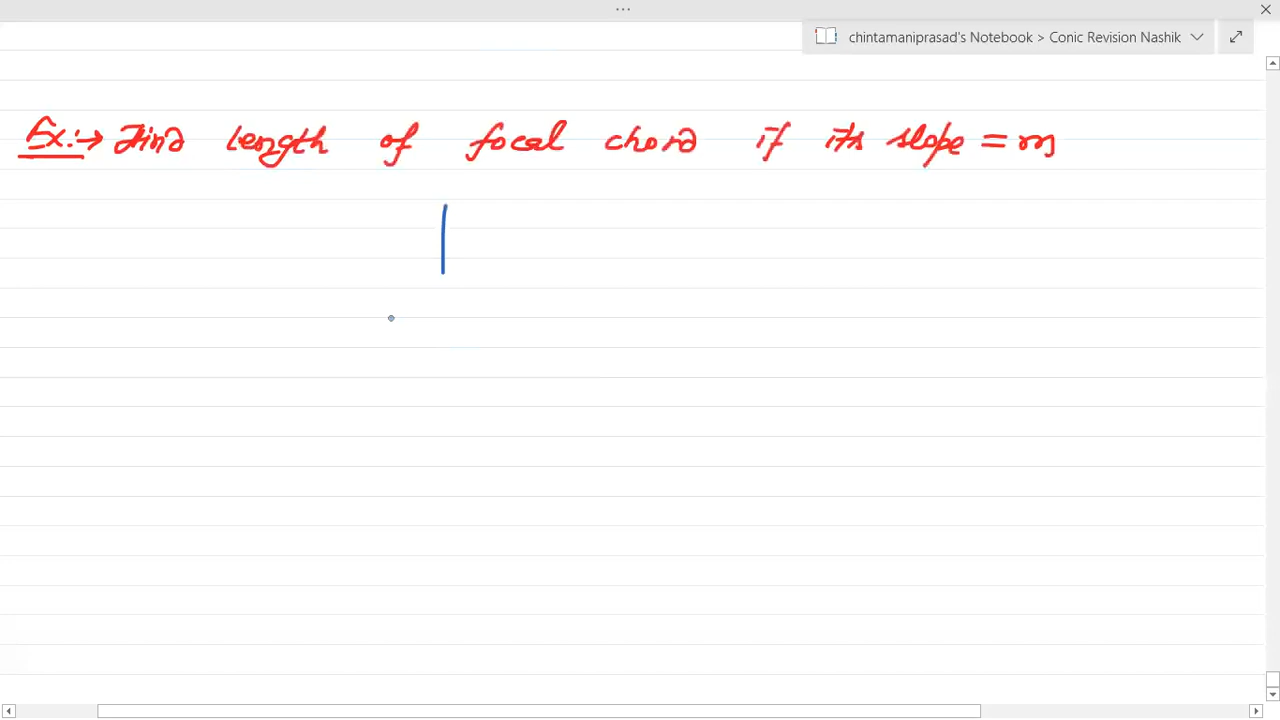 chintamaniprasad's Notebook > Conic Revision Nashik
Ex:→ Find length of focal chord if its slope = m